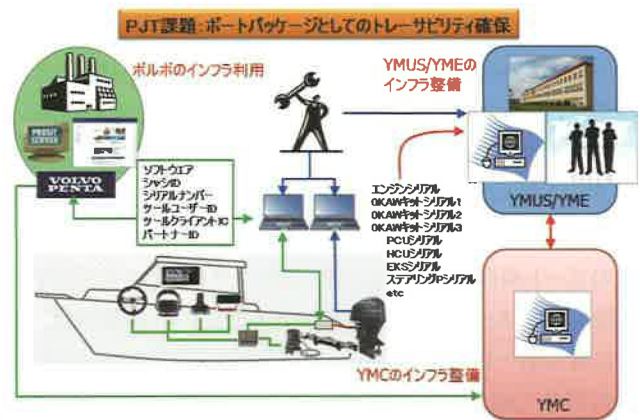 PJT課題:ボートパッケージとしてのトレーサビリティ確保
ボルボのインフラ利用
YMUS/YMEの
インフラ整備
VOLVO
PENTA
ソフトウエア
シャシID
シリアルナンバー
ツールユーザーID
ツールクライアントIC
パートナーID
エンジンシリアル
OKAWキットシリアル1
OKAWキットシリアル2
OKAWキットシリアル3
PCUシリアル
HCUシリアル
EKSシリアル
ステアリングPシリアル
etc
YMUS/YME
YMCのインフラ整備
YMC